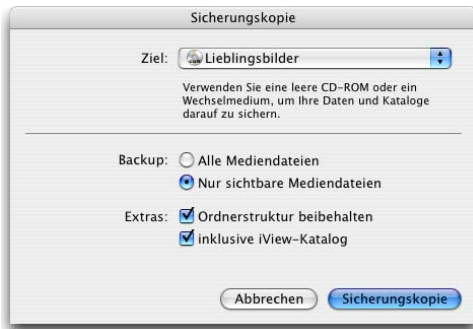 Sicherungskopie
Ziel: Lieblingsbilder
Verwenden Sie eine leere CD-ROM oder ein
Wechselmedium, um Ihre Daten und Kataloge
darauf zu sichern.
Backup: Alle Mediendateien
Nur sichtbare Mediendateien
Extras: Ordnerstruktur beibehalten
inklusive iView-Katalog
Abbrechen Sicherungskopie